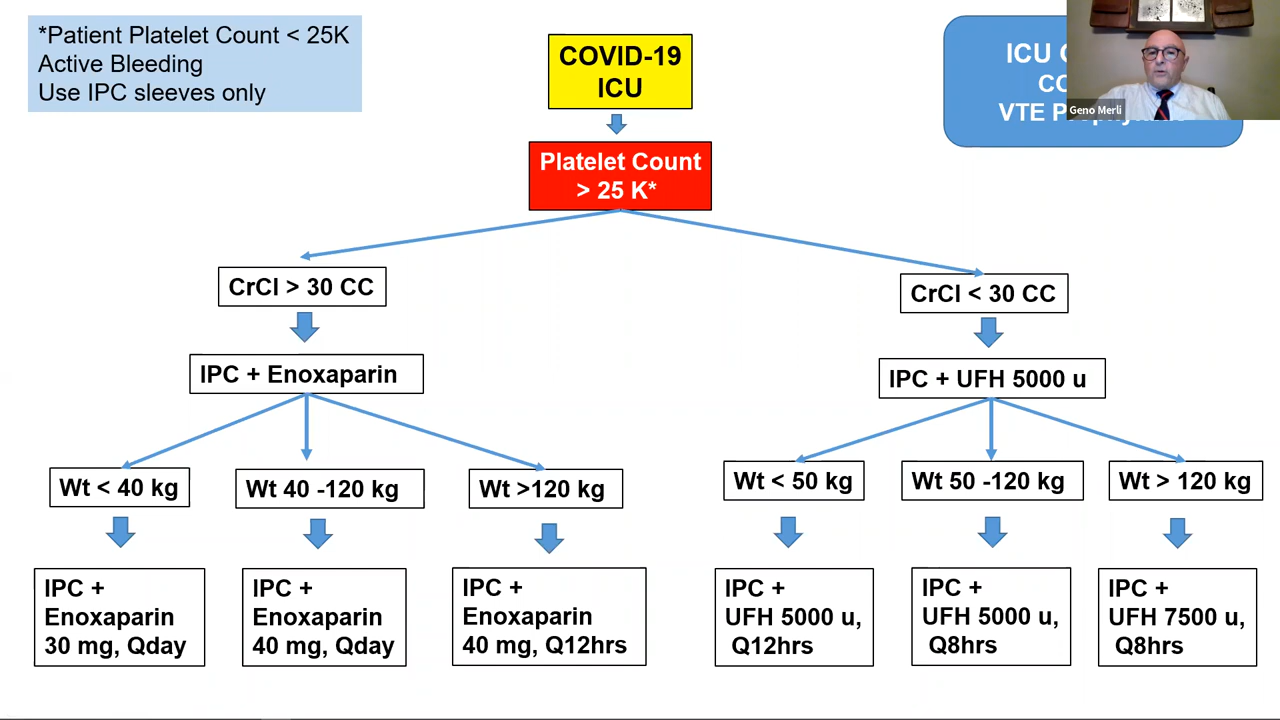 *Patient Platelet Count < 25K
Active Bleeding
Use IPC sleeves only
COVID-19
ICU
ICU
VTE
Geno Merli
Platelet Count
> 25 K*
CrCl > 30 CC
CrCl < 30 CC
IPC + Enoxaparin
IPC + UFH 5000 u
Wt < 40 kg
Wt 40 -120 kg
Wt >120 kg
Wt < 50 kg
Wt 50 -120 kg
Wt > 120 kg
IPC +
Enoxaparin
30 mg, Qday
IPC +
Enoxaparin
40 mg, Qday
IPC +
Enoxaparin
40 mg, Q12hrs
IPC +
UFH 5000 u,
Q12hrs
IPC +
UFH 5000 u,
Q8hrs
IPC +
UFH 7500 u,
Q8hrs